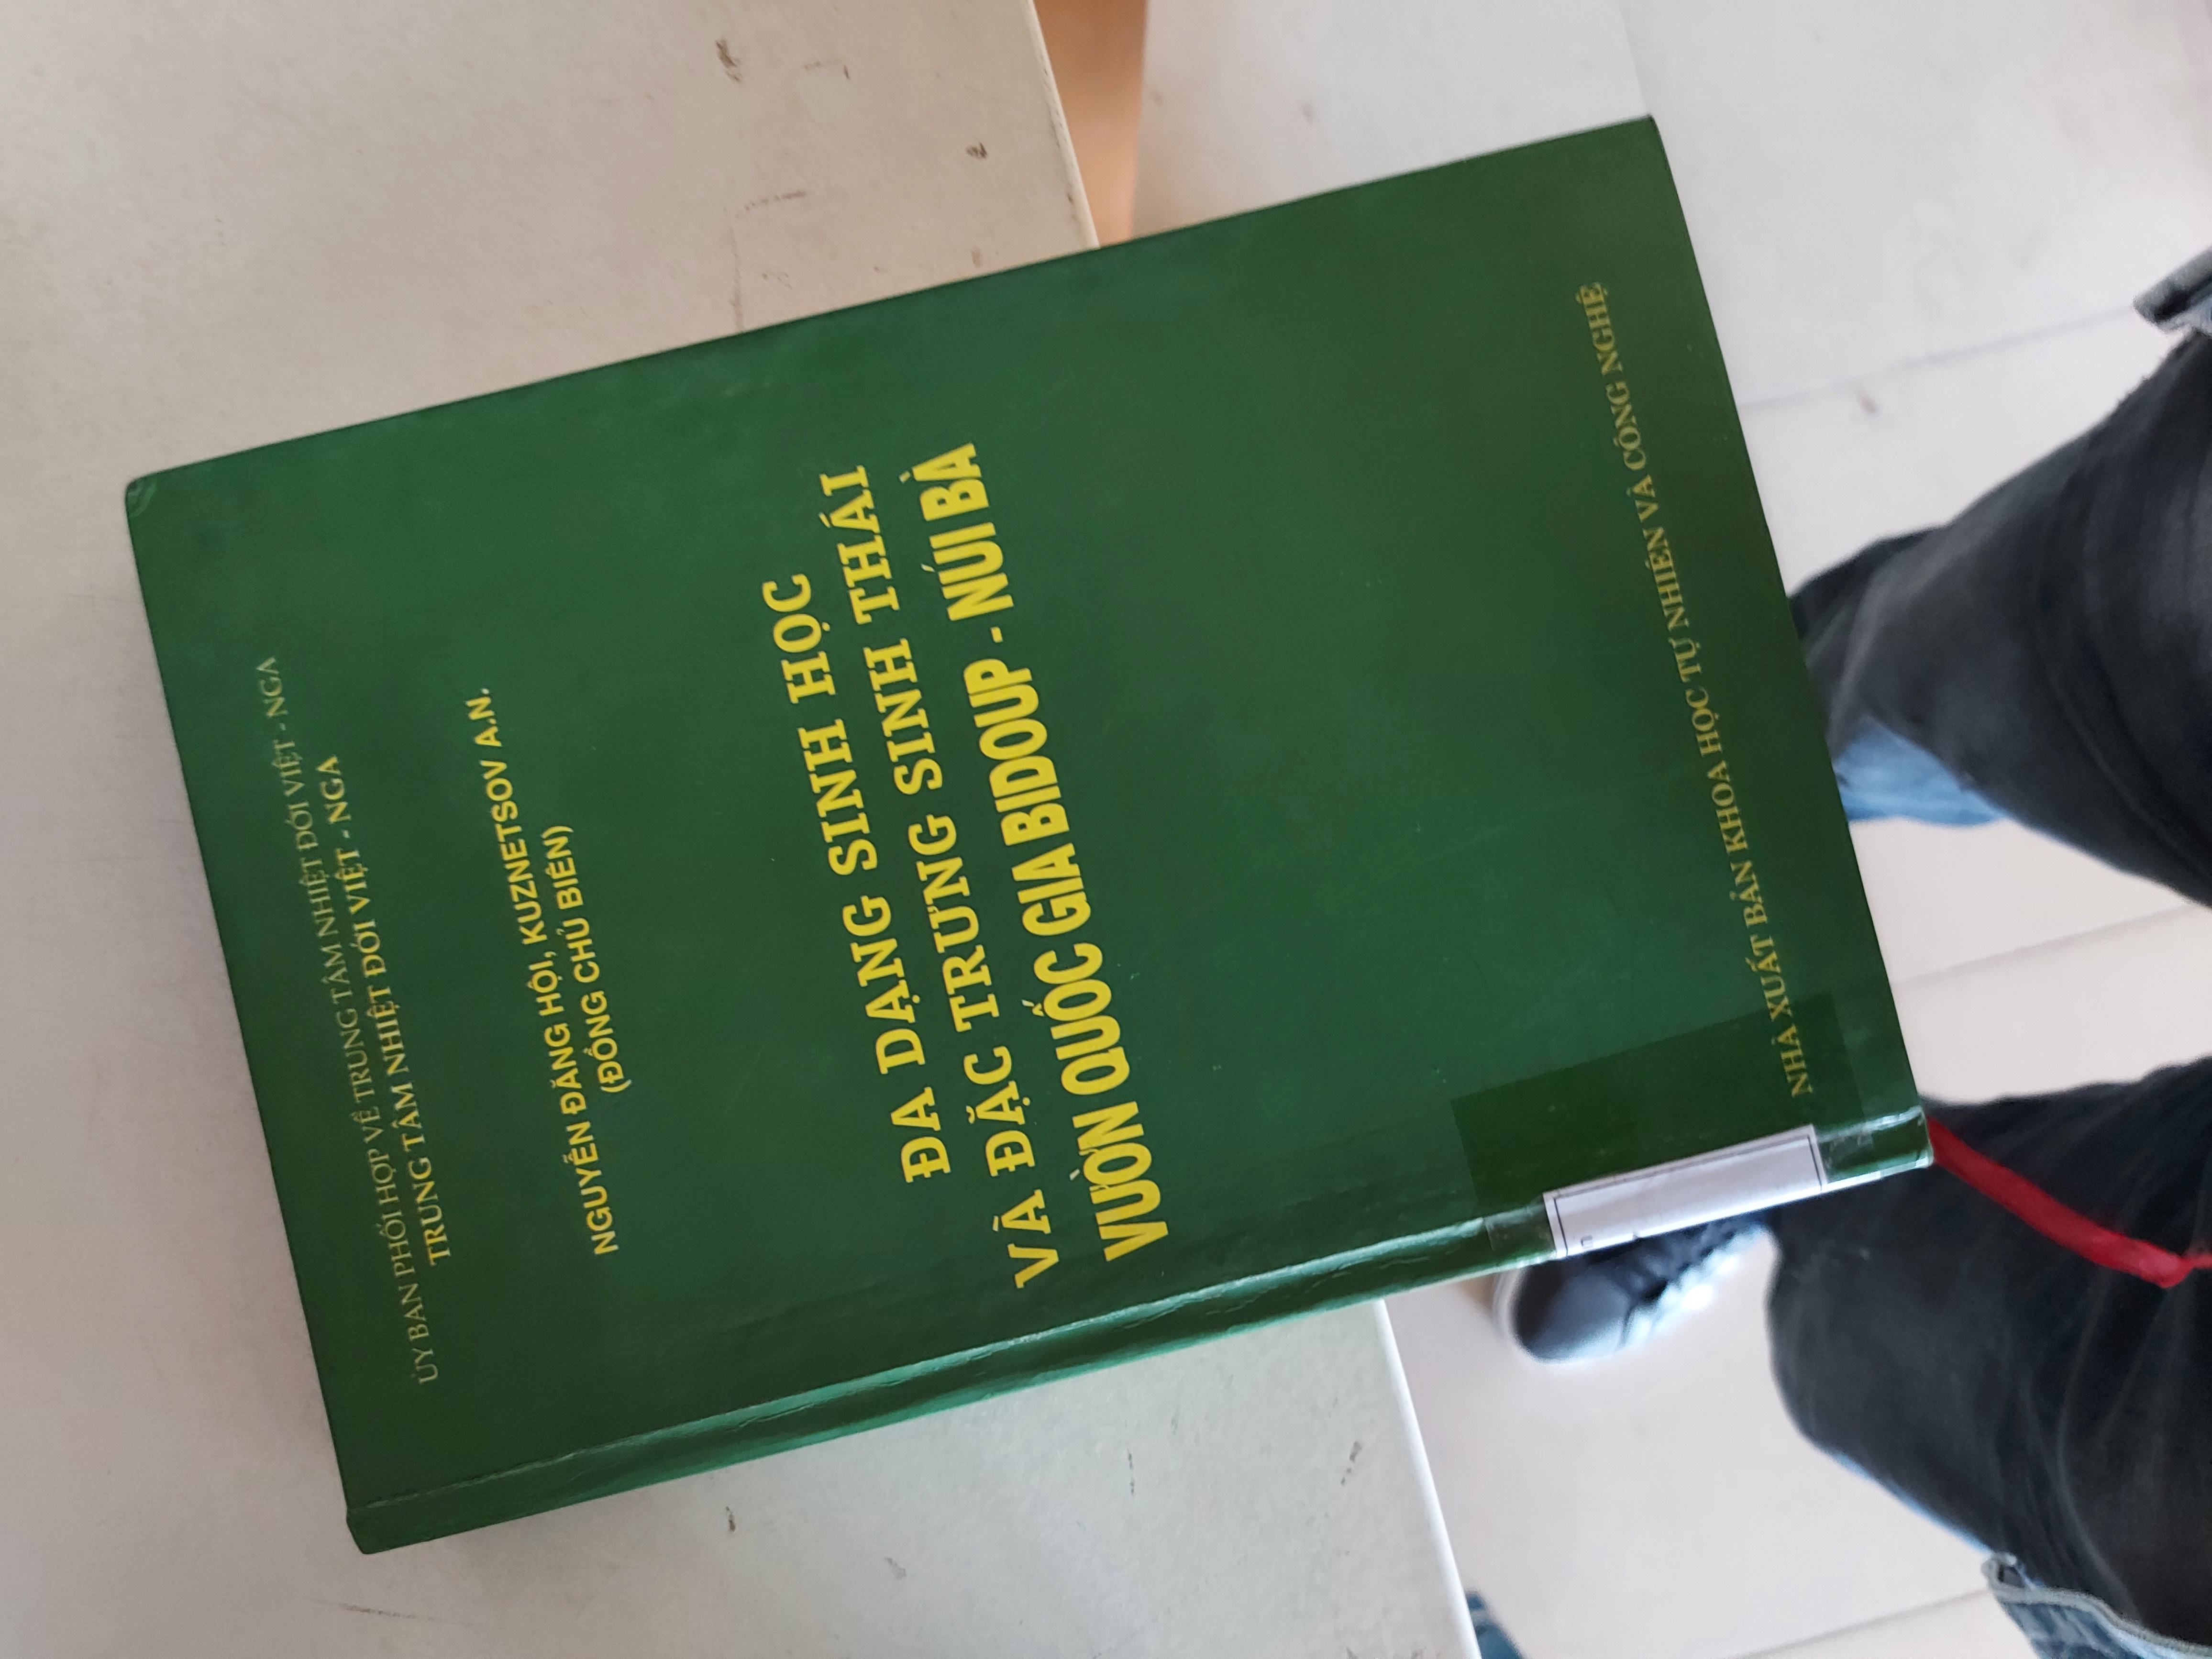 ỦY BAN PHỐI HỢP VỀ TRUNG TÂM NHIỆT ĐỚI VIỆT - NGA
TRUNG TÂM NHIỆT ĐỚI VIỆT - NGA
NGUYỄN ĐĂNG HỘI, KUZNETSOV A.N.
(ĐỒNG CHỦ BIÊN)
ĐA DẠNG SINH HỌC
VÀ ĐẶC TRƯNG SINH THÁI
VƯỜN QUỐC GIA BIDOUP - NÚI BÀ
NHÀ XUẤT BẢN KHOA HỌC TỰ NHIÊN VÀ CÔNG NGHỆ